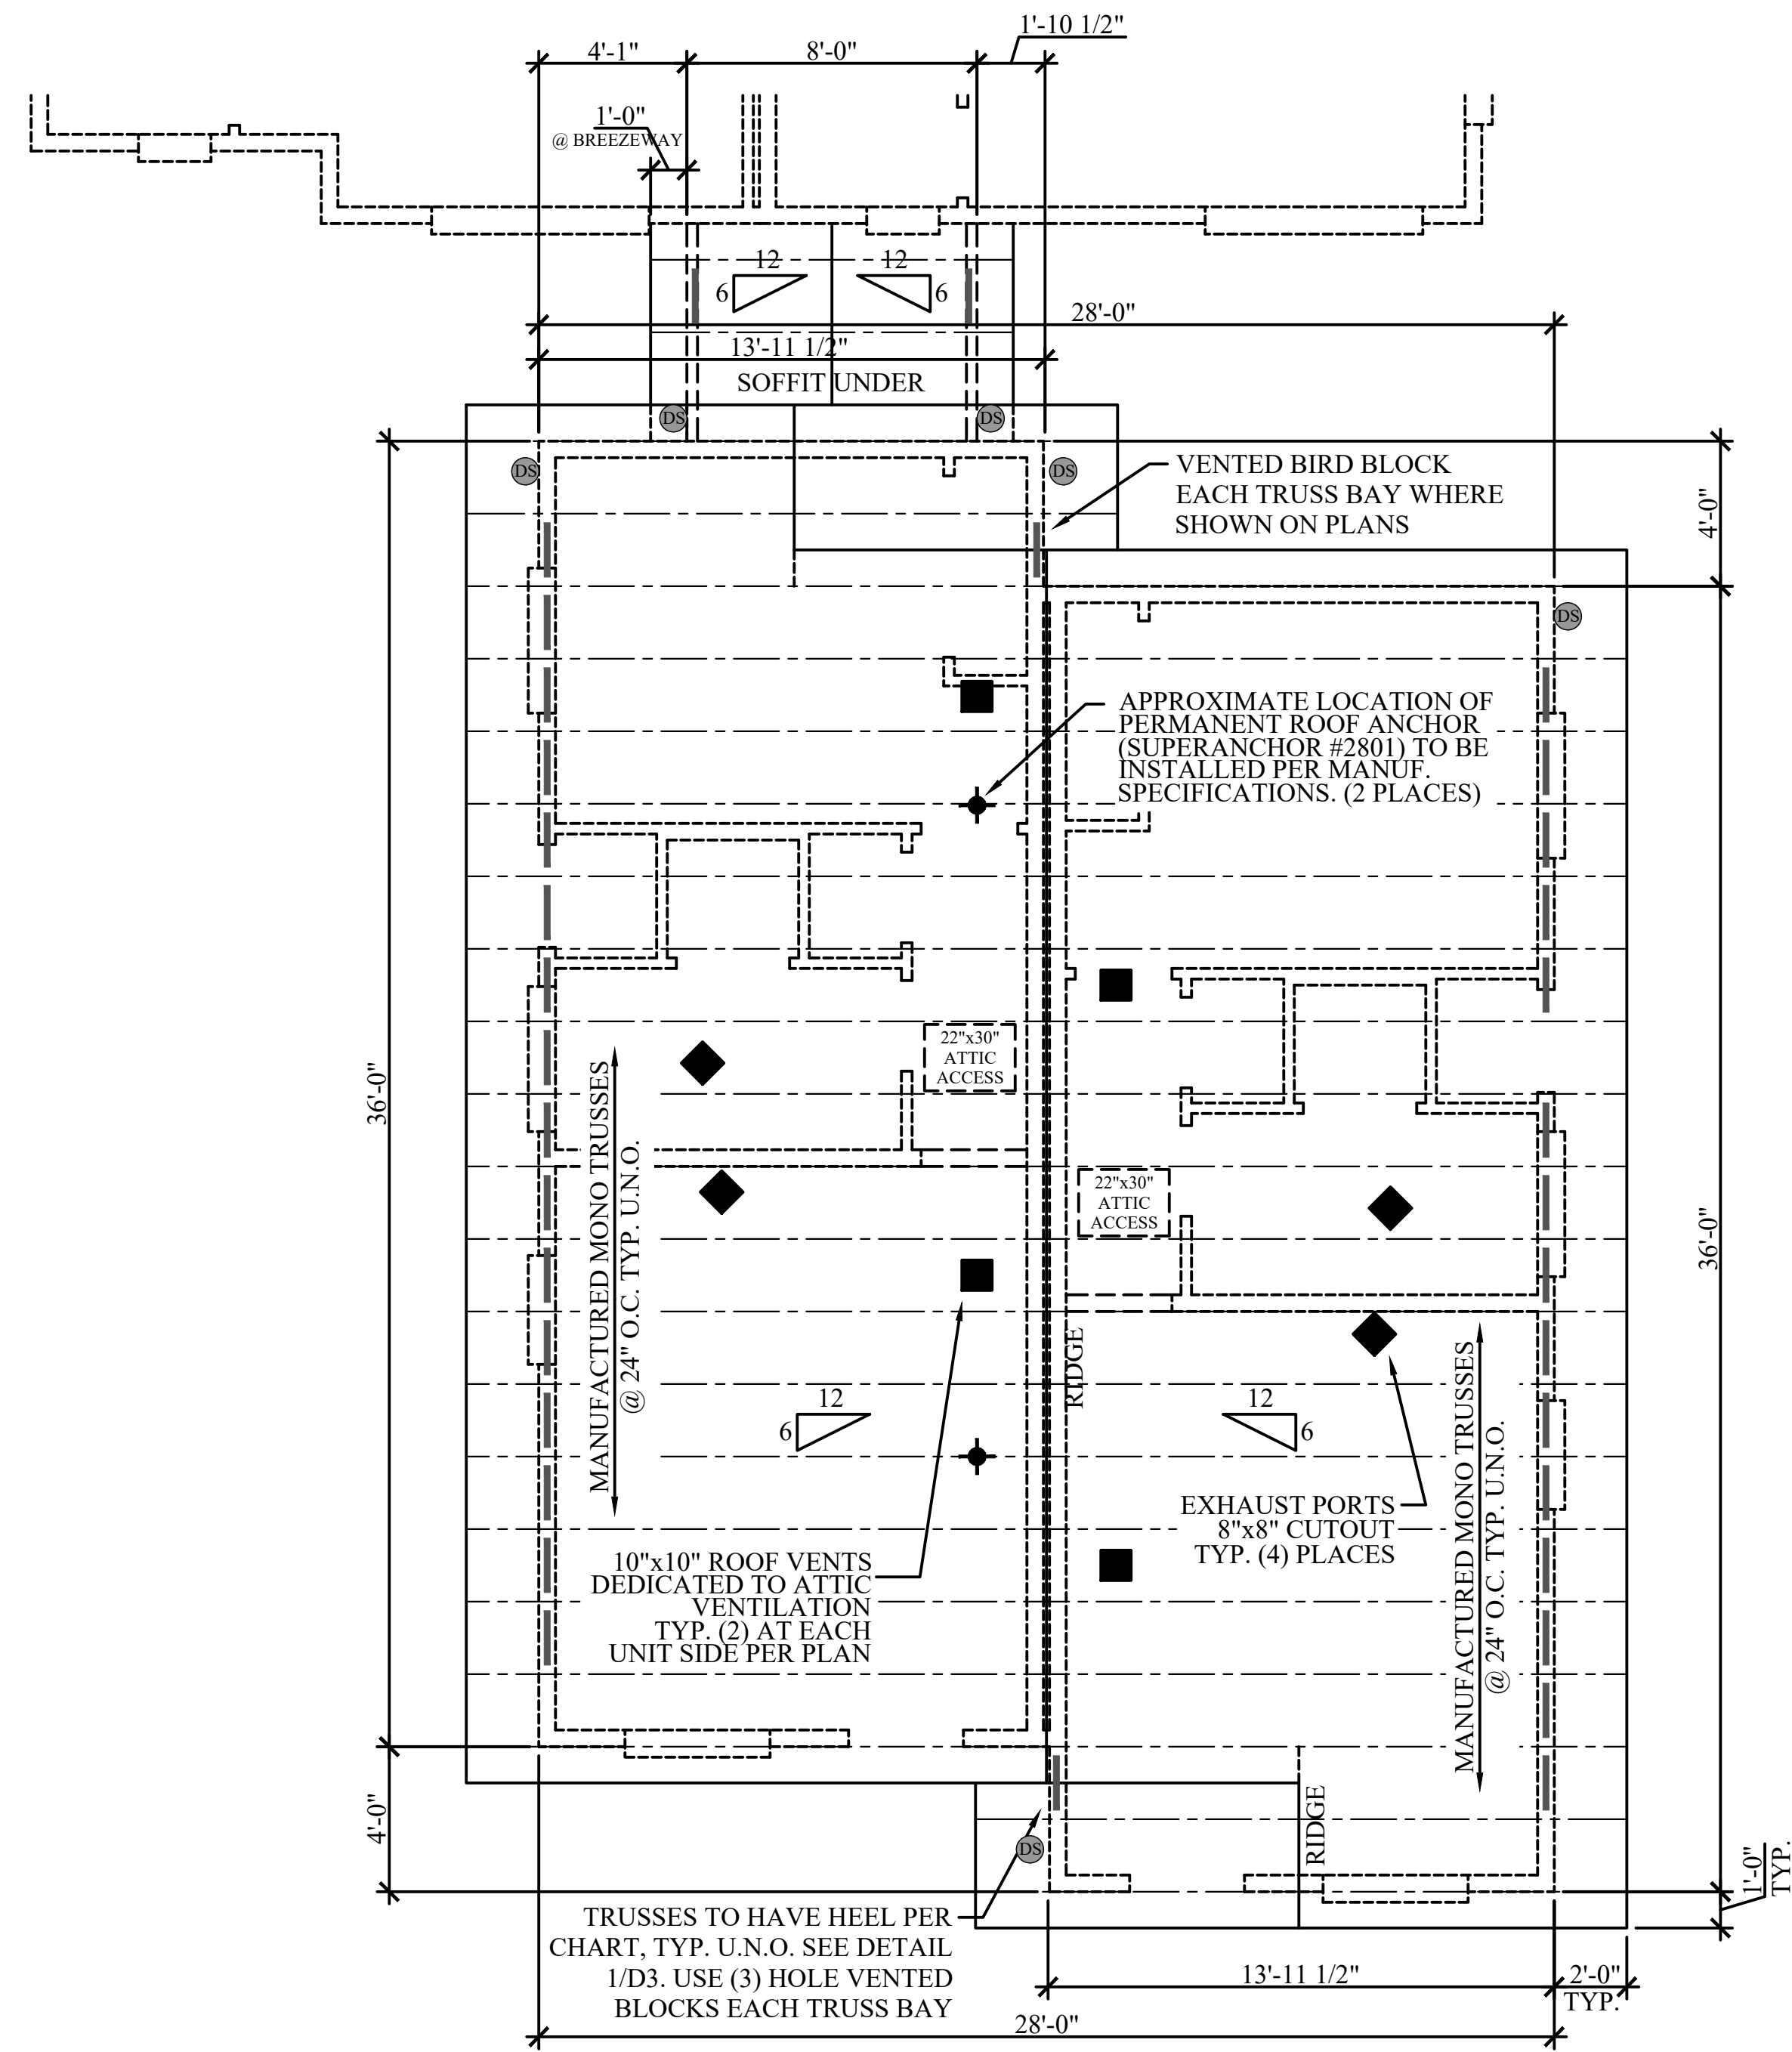 1'-10 1/2"
4'-1"
8'-0"
1'-0"
@ BREEZEWAY
12
12
6
6
28'-0"
13'-11 1/2"
SOFFIT UNDER
DS
DS
DS
DS
VENTED BIRD BLOCK
EACH TRUSS BAY WHERE
SHOWN ON PLANS
4'-0"
DS
APPROXIMATE LOCATION OF
PERMANENT ROOF ANCHOR
(SUPERANCHOR #2801) TO BE
INSTALLED PER MANUF.
SPECIFICATIONS. (2 PLACES)
36'-0"
22"x30"
ATTIC
ACCESS
22"x30"
ATTIC
ACCESS
36'-0"
MANUFACTURED MONO TRUSSES
@ 24" O.C. TYP. U.N.O.
RIDGE
12
6
12
6
MANUFACTURED MONO TRUSSES
@ 24" O.C. TYP. U.N.O.
EXHAUST PORTS
8"x8" CUTOUT
TYP. (4) PLACES
10"x10" ROOF VENTS
DEDICATED TO ATTIC
VENTILATION
TYP. (2) AT EACH
UNIT SIDE PER PLAN
4'-0"
RIDGE
DS
1'-0"
TYP.
TRUSSES TO HAVE HEEL PER
CHART, TYP. U.N.O. SEE DETAIL
1/D3. USE (3) HOLE VENTED
BLOCKS EACH TRUSS BAY
13'-11 1/2"
2'-0"
TYP.
28'-0"